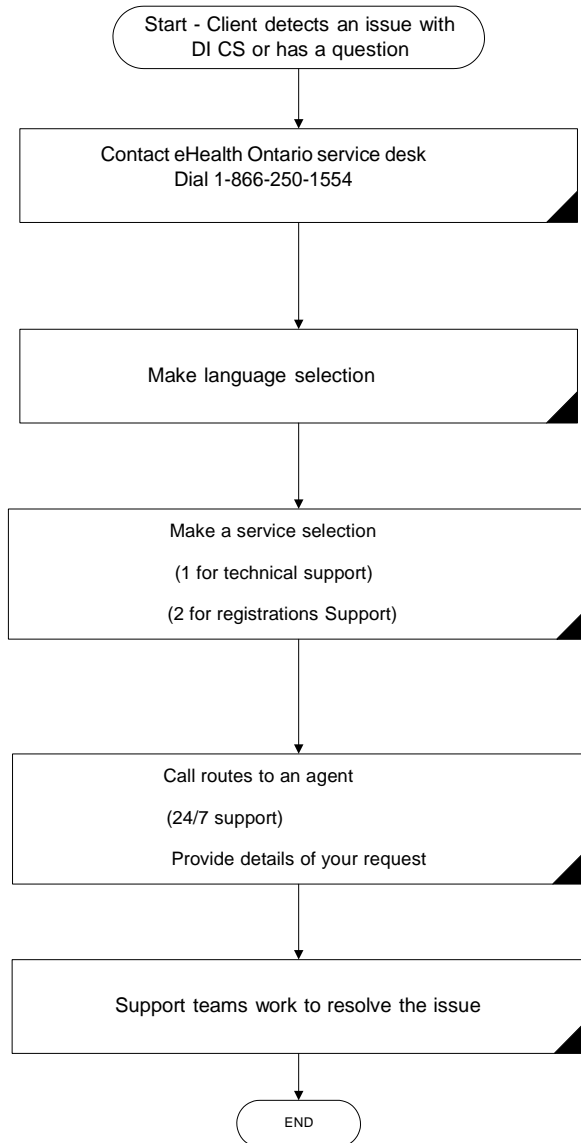 Start - Client detects an issue with
DI CS or has a question
Contact eHealth Ontario service desk
Dial 1-866-250-1554
Make language selection
Make a service selection
(1 for technical support)
(2 for registrations Support)
Call routes to an agent
(24/7 support)
Provide details of your request
Support teams work to resolve the issue
END